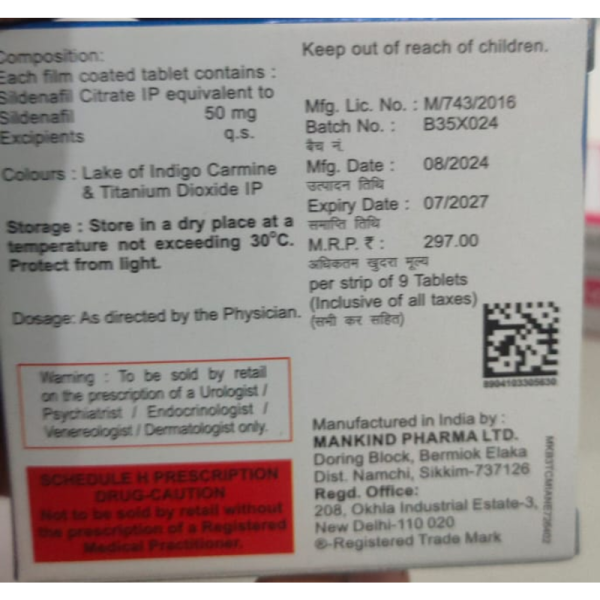 Composition:
Each film coated tablet contains :
Sildenafil Citrate IP equivalent to
Sildenafil 50 mg
Excipients q.s.
Colours : Lake of Indigo Carmine
& Titanium Dioxide IP
Storage : Store in a dry place at a
temperature not exceeding 30°C.
Protect from light.
Dosage: As directed by the Physician.
Warning : To be sold by retail
on the prescription of a Urologist /
Psychiatrist / Endocrinologist /
Venereologist / Dermatologist only.
SCHEDULE H PRESCRIPTION
DRUG-CAUTION
Not to be sold by retail without
the prescription of a Registered
Medical Practitioner.
Keep out of reach of children.
Mfg. Lic. No. : M/743/2016
Batch No. : B35X024
बैच नं.
Mfg. Date : 08/2024
उत्पादन तिथि
Expiry Date : 07/2027
समाप्ति तिथि
M.R.P. ₹ : 297.00
अधिकतम खुदरा मूल्य
per strip of 9 Tablets
(Inclusive of all taxes)
(सभी कर सहित)
8904103305630
Manufactured in India by :
MANKIND PHARMA LTD.
Doring Block, Bermiok Elaka
Dist. Namchi, Sikkim-737126
Regd. Office:
208, Okhla Industrial Estate-3,
New Delhi-110 020
®-Registered Trade Mark